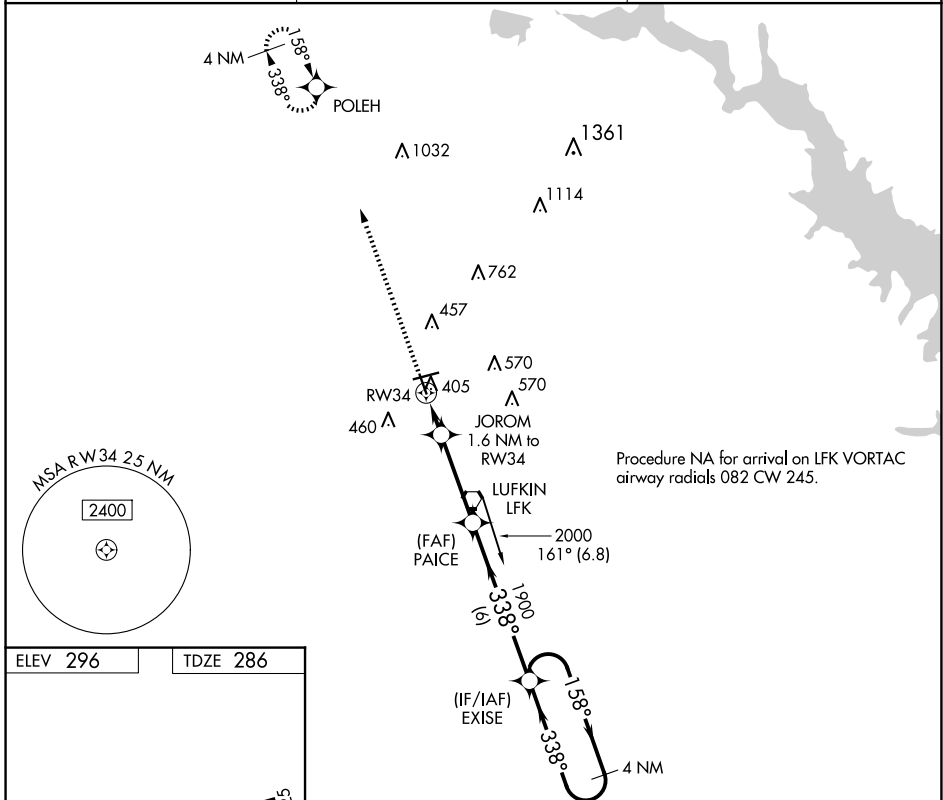 158°
4 NM
338°
POLEH
1032
1361
1114
762
457
570
405
570
RW34
460
JOROM
1.6 NM to
RW34
Procedure NA for arrival on LFK VORTAC
airway radials 082 CW 245.
MSA RW34 25 NM
2400
LUFKIN
LFK
(FAF)
PAICE
2000
161° (6.8)
1900
338°
(6)
ELEV 296
TDZE 286
(IF/IAF)
EXISE
158°
338°
4 NM